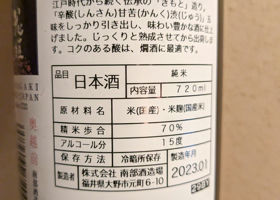 江戸時代から続く伝承の「きもと」造り。
「辛酸(しんさん)甘苦(かんく)渋(じゅう)」五
味をしっかり引き出し、味わい豊かな酒に仕上
げました。じっくりと熟成させてから出荷しま
す。コクのある酸は、燗酒に最適です。
品目 日本酒 純米
内容量 720ml
原材料名 米(国産)・米麹(国産米)
精米歩合 70%
アルコール分 15度
保存方法 冷暗所保存
製造年月 2023.01
製造者 株式会社 南部酒造場
福井県大野市元町6-10
奥越前
南部酒